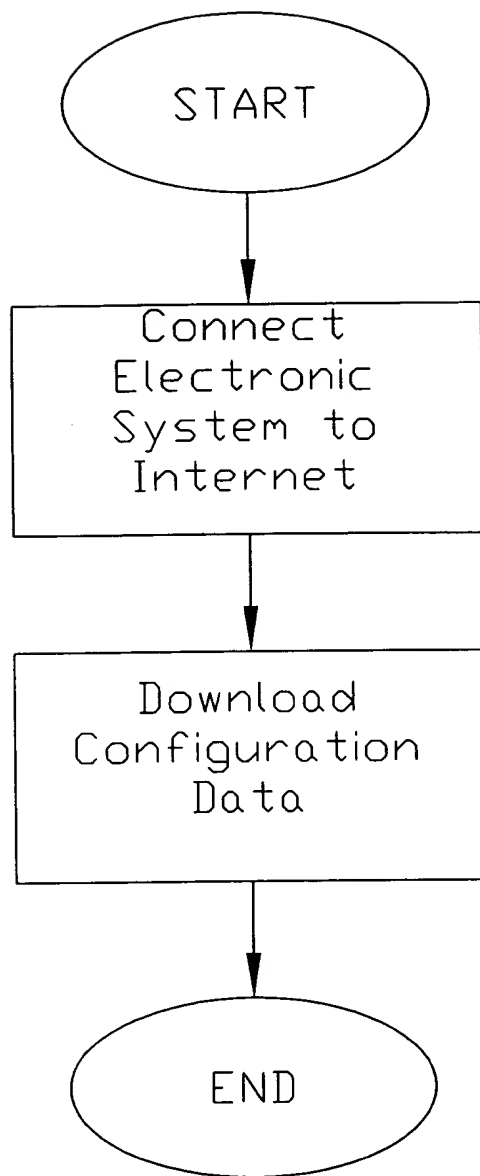 START
Connect
Electronic
System to
Internet
Download
Configuration
Data
END